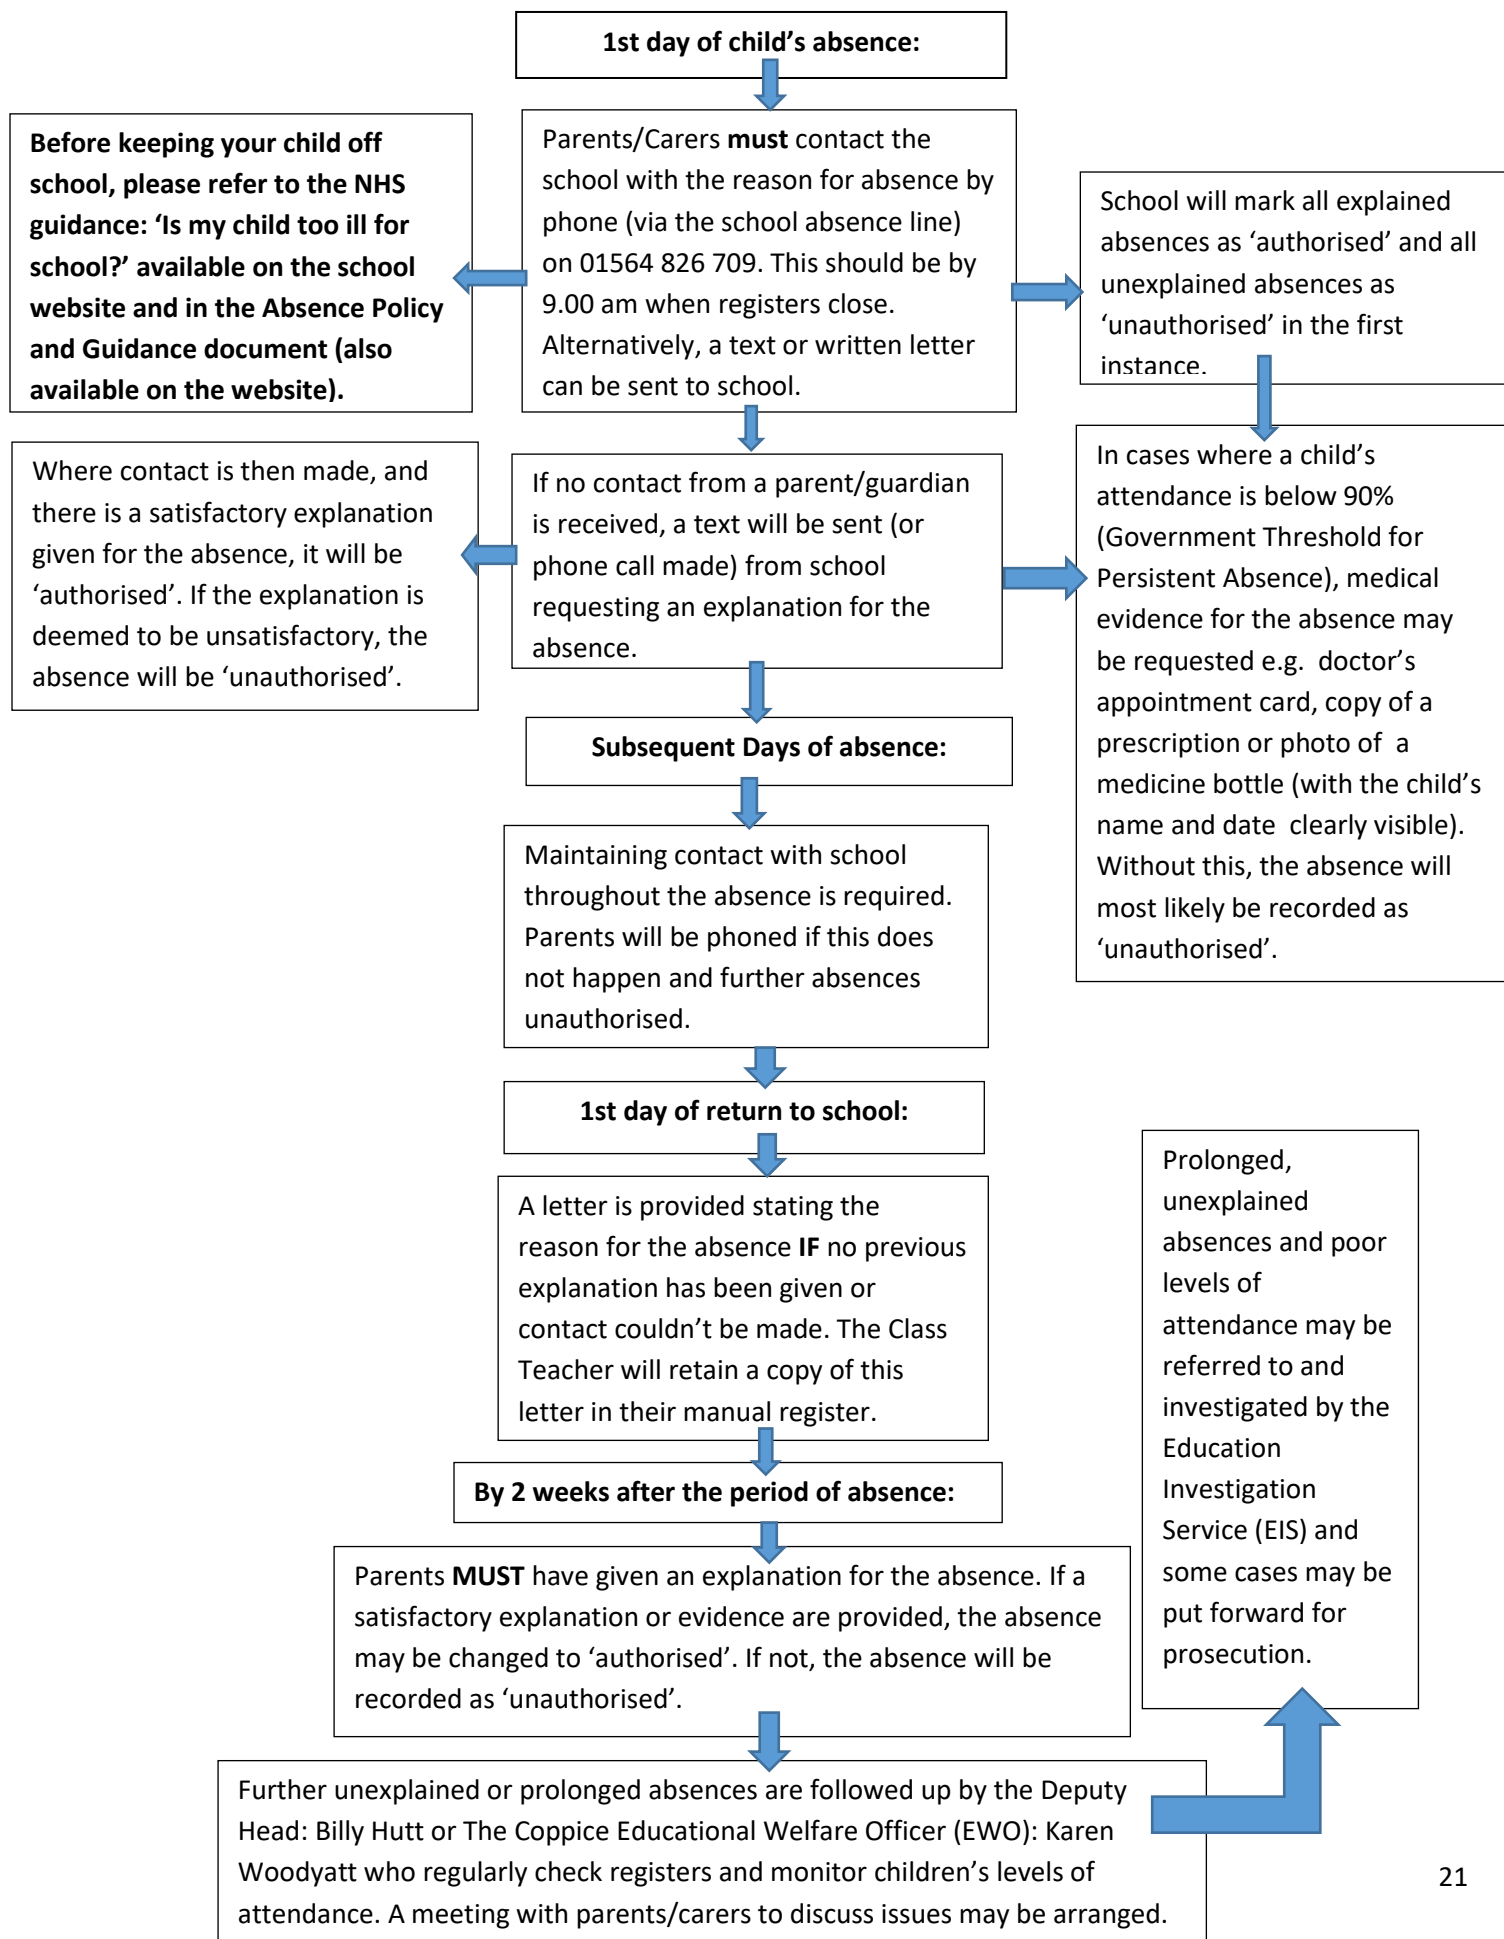 1st day of child’s absence:
Before keeping your child off
school, please refer to the NHS
guidance: ‘Is my child too ill for
school?’ available on the school
website and in the Absence Policy
and Guidance document (also
available on the website).
Parents/Carers must contact the
school with the reason for absence by
phone (via the school absence line)
on 01564 826 709. This should be by
9.00 am when registers close.
Alternatively, a text or written letter
can be sent to school.
School will mark all explained
absences as ‘authorised’ and all
unexplained absences as
‘unauthorised’ in the first
instance.
Where contact is then made, and
there is a satisfactory explanation
given for the absence, it will be
‘authorised’. If the explanation is
deemed to be unsatisfactory, the
absence will be ‘unauthorised’.
If no contact from a parent/guardian
is received, a text will be sent (or
phone call made) from school
requesting an explanation for the
absence.
In cases where a child’s
attendance is below 90%
(Government Threshold for
Persistent Absence), medical
evidence for the absence may
be requested e.g.  doctor’s
appointment card, copy of a
prescription or photo of  a
medicine bottle (with the child’s
name and date  clearly visible).
Without this, the absence will
most likely be recorded as
‘unauthorised’.
Subsequent Days of absence:
Maintaining contact with school
throughout the absence is required.
Parents will be phoned if this does
not happen and further absences
unauthorised.
1st day of return to school:
A letter is provided stating the
reason for the absence IF no previous
explanation has been given or
contact couldn’t be made. The Class
Teacher will retain a copy of this
letter in their manual register.
By 2 weeks after the period of absence:
Parents MUST have given an explanation for the absence. If a
satisfactory explanation or evidence are provided, the absence
may be changed to ‘authorised’. If not, the absence will be
recorded as ‘unauthorised’.
Further unexplained or prolonged absences are followed up by the Deputy
Head: Billy Hutt or The Coppice Educational Welfare Officer (EWO): Karen
Woodyatt who regularly check registers and monitor children’s levels of
attendance. A meeting with parents/carers to discuss issues may be arranged.
Prolonged,
unexplained
absences and poor
levels of
attendance may be
referred to and
investigated by the
Education
Investigation
Service (EIS) and
some cases may be
put forward for
prosecution.
21